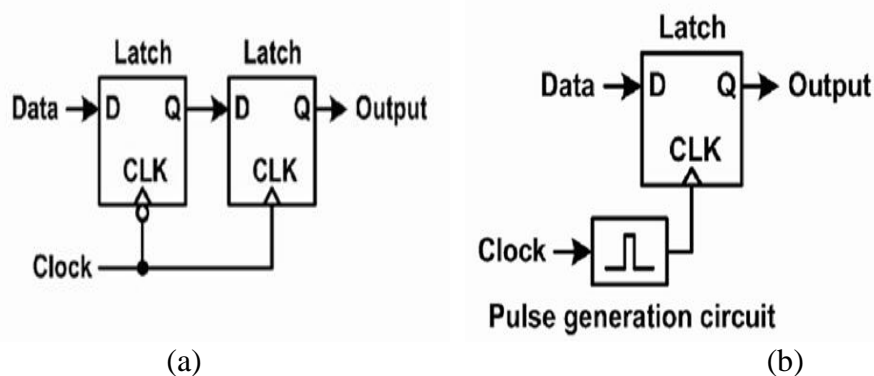 Latch Latch
Data D Q D Q Output
CLK CLK
Clock
(a)
Latch
Data D Q Output
CLK
Clock
Pulse generation circuit
(b)